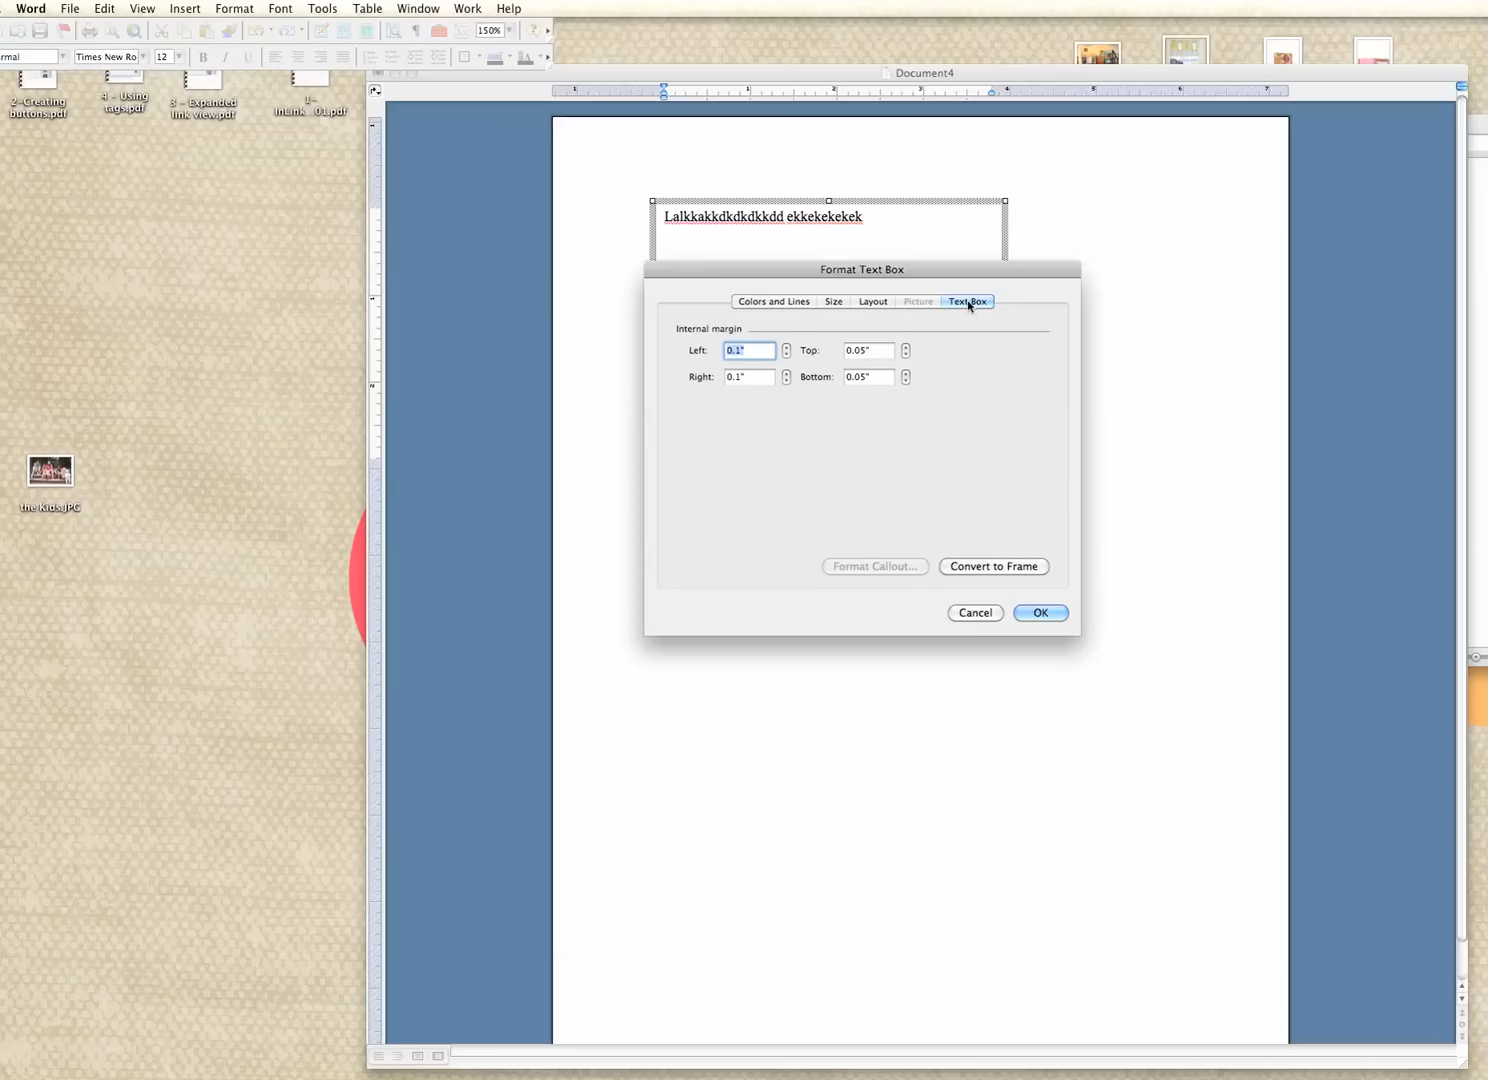 Word File Edit View Insert Format Font Tools Table Window Work Help
150%
Times New Ro 12
Document4
2-Creating buttons.pdf
4 - Using tags.pdf
3 - Expanded link view.pdf
the Kids.JPG
Lalkkakkdkdkdkkdd ekkekekekek
Format Text Box
Colors and Lines Size Layout Picture Text Box
Internal margin
Left: 0.1" Top: 0.05"
Right: 0.1" Bottom: 0.05"
Format Callout... Convert to Frame
Cancel OK